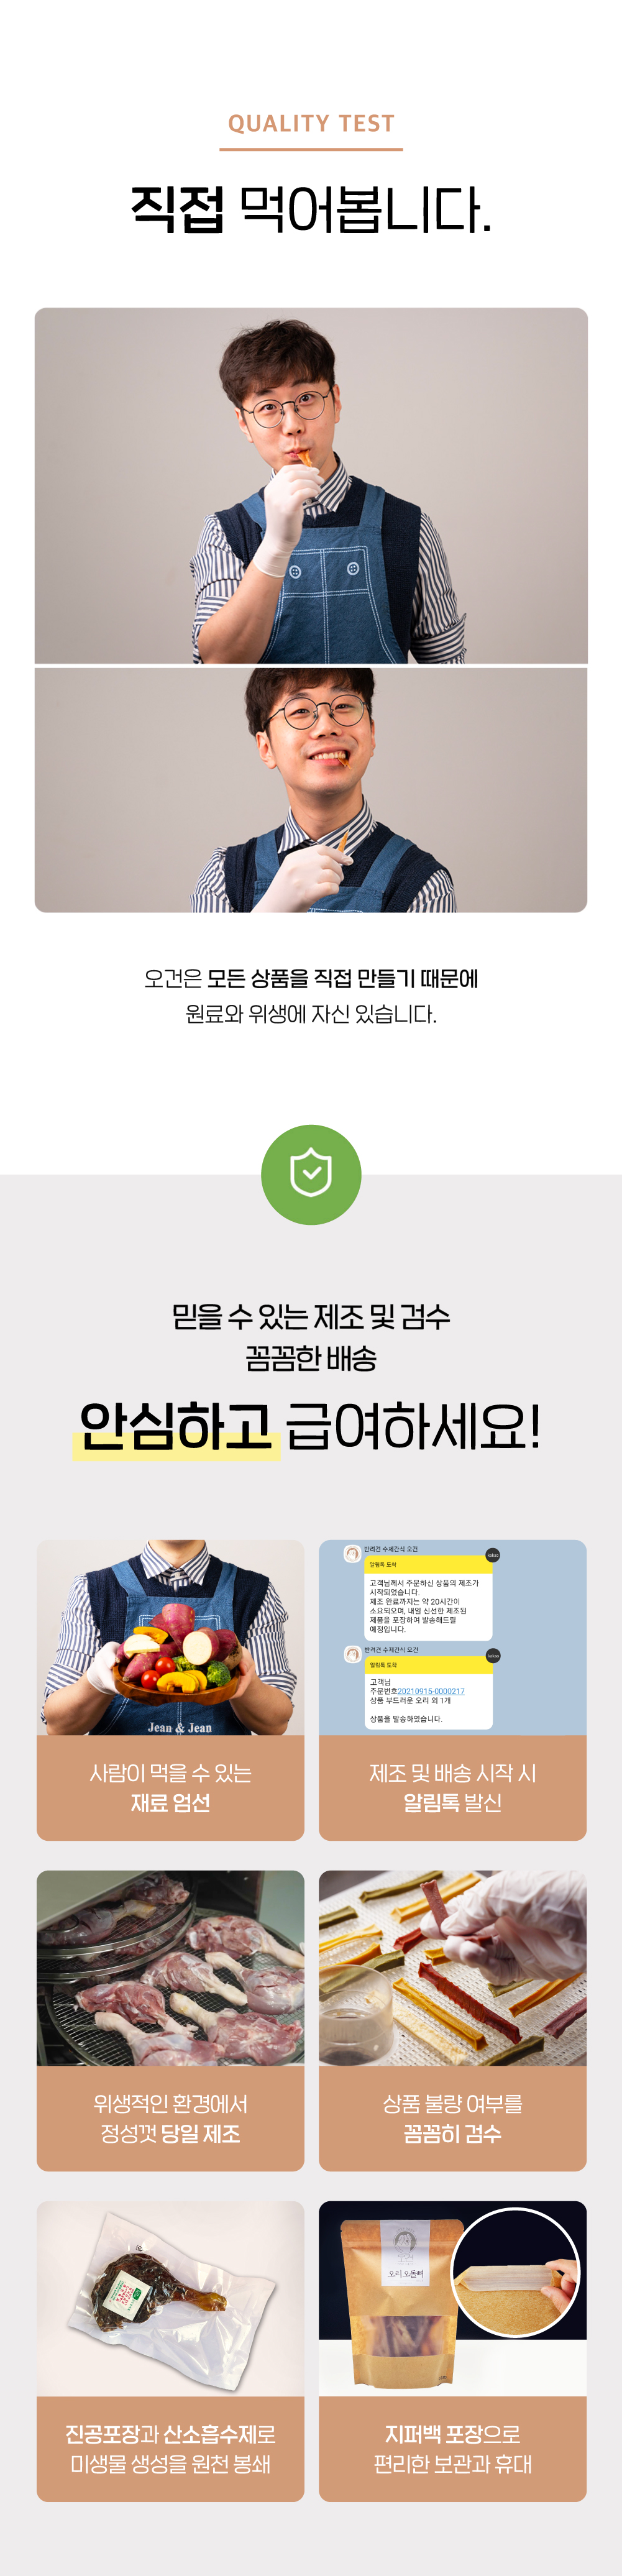 QUALITY TEST
직접 먹어봅니다.
오건은 모든 상품을 직접 만들기 때문에
원료와 위생에 자신 있습니다.
믿을 수 있는 제조 및 검수
꼼꼼한 배송
안심하고 급여하세요!
Jean & Jean
사람이 먹을 수 있는
재료 엄선
반려견 수제간식 오건
알림톡 도착
고객님께서 주문하신 상품의 제조가
시작되었습니다.
제조 완료까지는 약 20시간이
소요되오며, 내일 신선한 제조된
제품을 포장하여 발송해드릴
예정입니다.
반려견 수제간식 오건
알림톡 도착
고객님
주문번호20210915-0000217
상품 부드러운 오리 외 1개
상품을 발송하였습니다.
제조 및 배송 시작 시
알림톡 발신
위생적인 환경에서
정성껏 당일 제조
상품 불량 여부를
꼼꼼히 검수
진공포장과 산소흡수제로
미생물 생성을 원천 봉쇄
오리 오돌뼈
지퍼백 포장으로
편리한 보관과 휴대